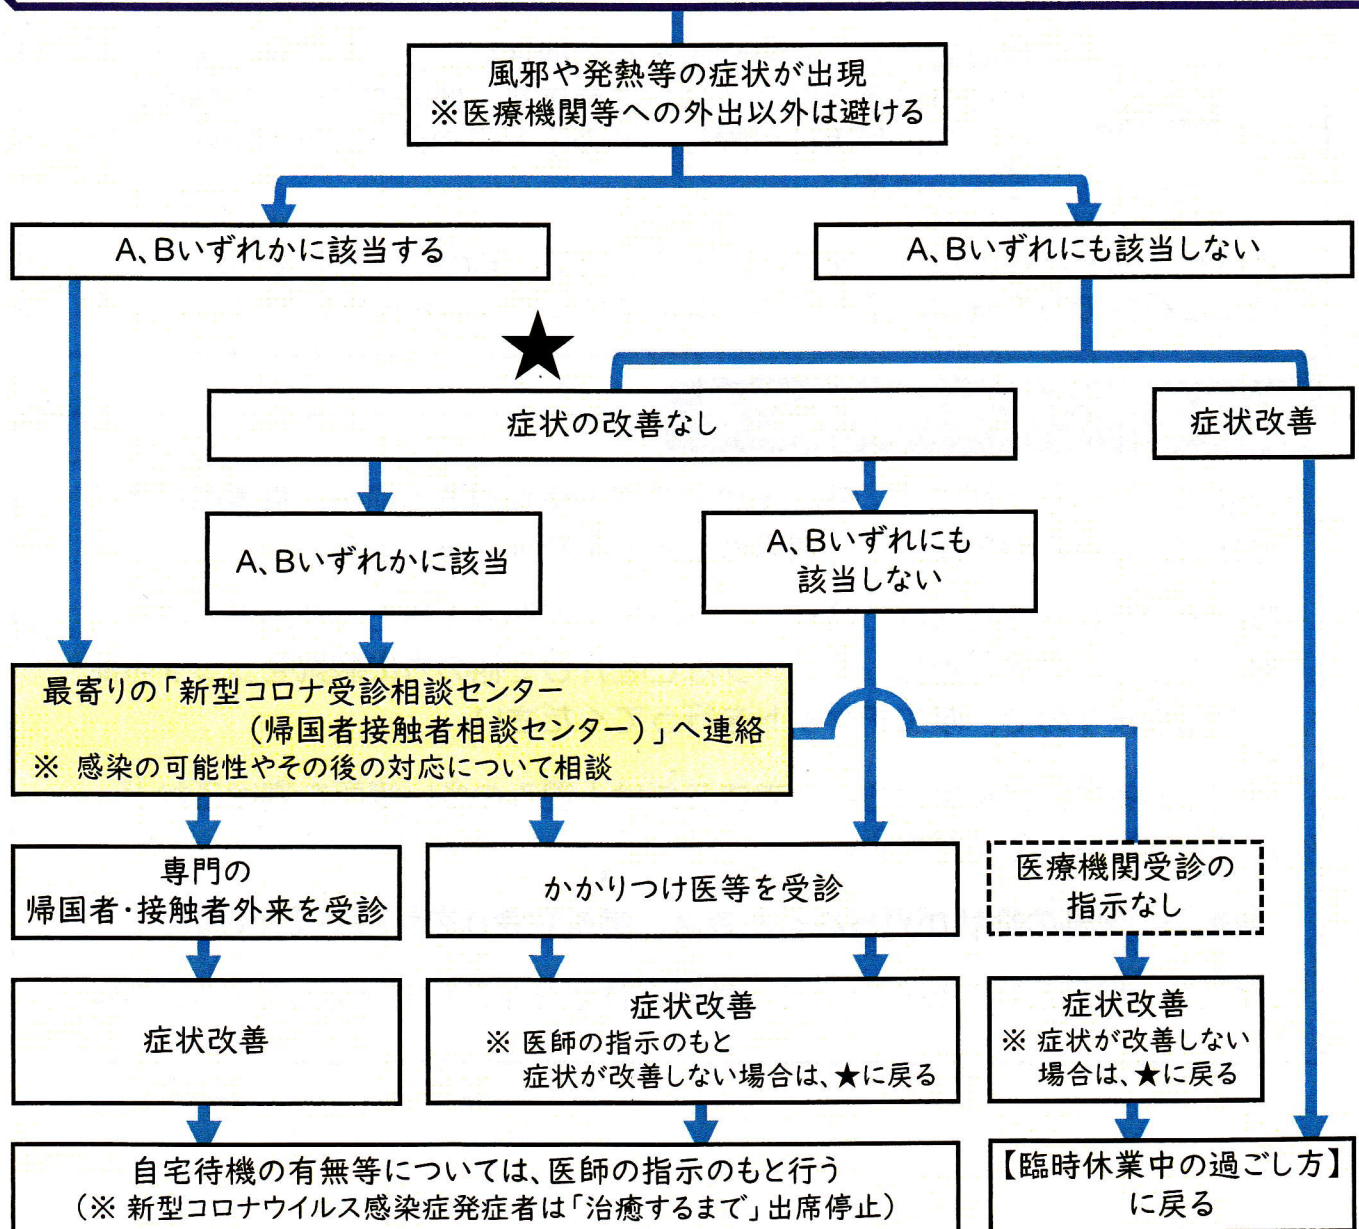 風邪や発熱等の症状が出現
※医療機関等への外出以外は避ける
A、Bいずれかに該当する
A、Bいずれにも該当しない
★
症状の改善なし
症状改善
A、Bいずれかに該当
A、Bいずれにも
該当しない
最寄りの「新型コロナ受診相談センター
（帰国者接触者相談センター）」へ連絡
※ 感染の可能性やその後の対応について相談
専門の
帰国者・接触者外来を受診
かかりつけ医等を受診
医療機関受診の
指示なし
症状改善
症状改善
※ 医師の指示のもと
症状が改善しない場合は、★に戻る
症状改善
※ 症状が改善しない
場合は、★に戻る
自宅待機の有無等については、医師の指示のもと行う
（※ 新型コロナウイルス感染症発症者は「治癒するまで」出席停止）
【臨時休業中の過ごし方】
に戻る